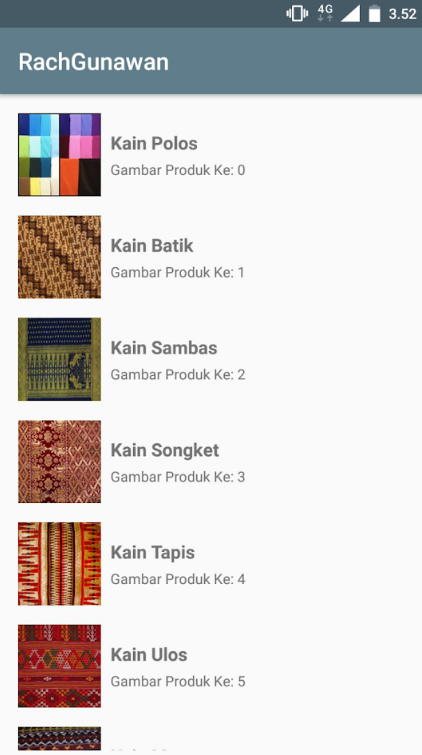 4G 3.52
RachGunawan
Kain Polos
Gambar Produk Ke: 0
Kain Batik
Gambar Produk Ke: 1
Kain Sambas
Gambar Produk Ke: 2
Kain Songket
Gambar Produk Ke: 3
Kain Tapis
Gambar Produk Ke: 4
Kain Ulos
Gambar Produk Ke: 5